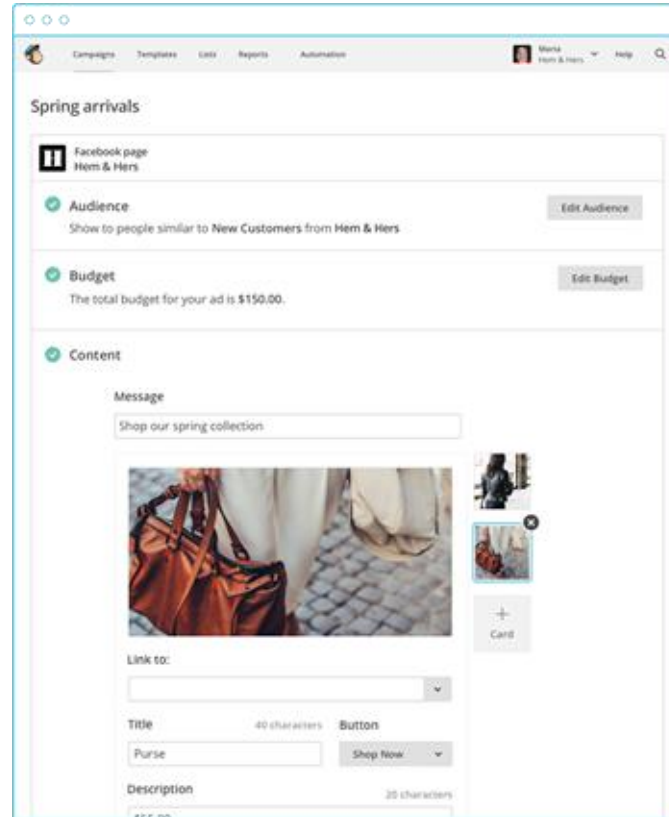 Campaigns Templates Lists Reports Automation Maria Help
Hem & Hers
Spring arrivals
Facebook page
Hem & Hers
Audience Edit Audience
Show to people similar to New Customers from Hem & Hers
Budget Edit Budget
The total budget for your ad is $150.00.
Content
Message
Shop our spring collection
+
Card
Link to:
Title 40 characters Button
Purse Shop Now
Description 20 characters